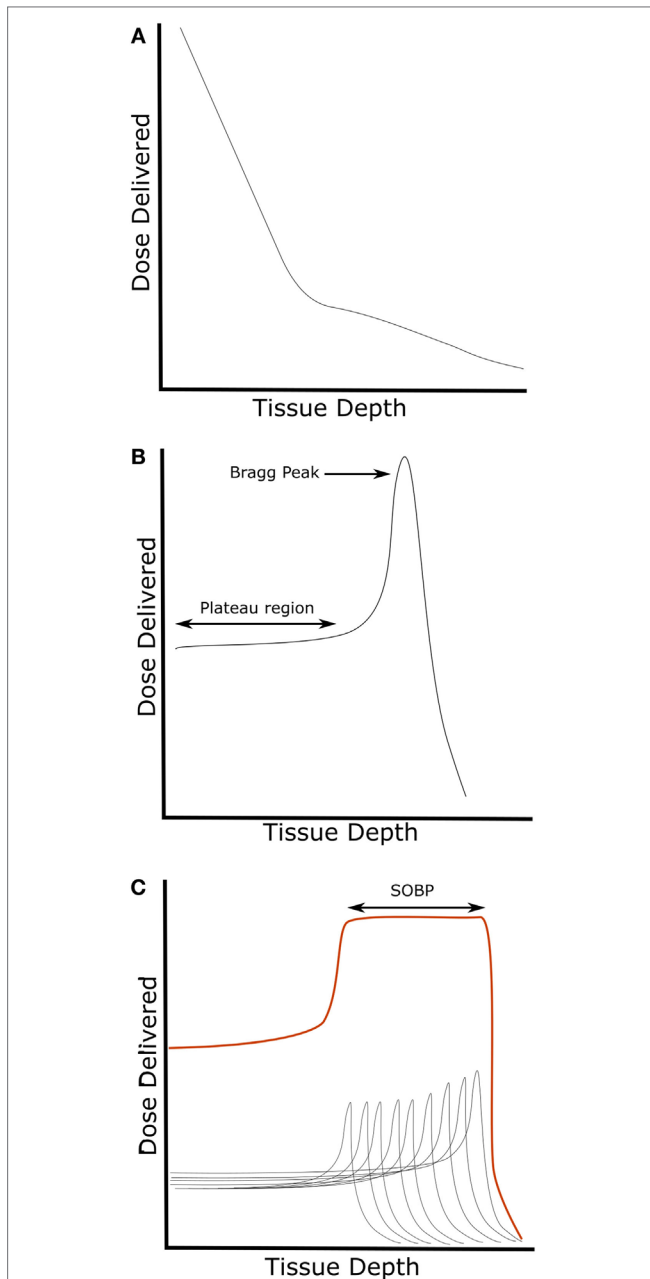 A
Dose Delivered
Tissue Depth
B
Bragg Peak
Plateau region
Dose Delivered
Tissue Depth
C
SOBP
Dose Delivered
Tissue Depth